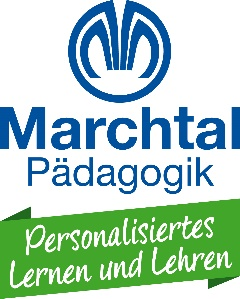 Marchtal
Pädagogik
Personalisiertes
Lernen und Lehren